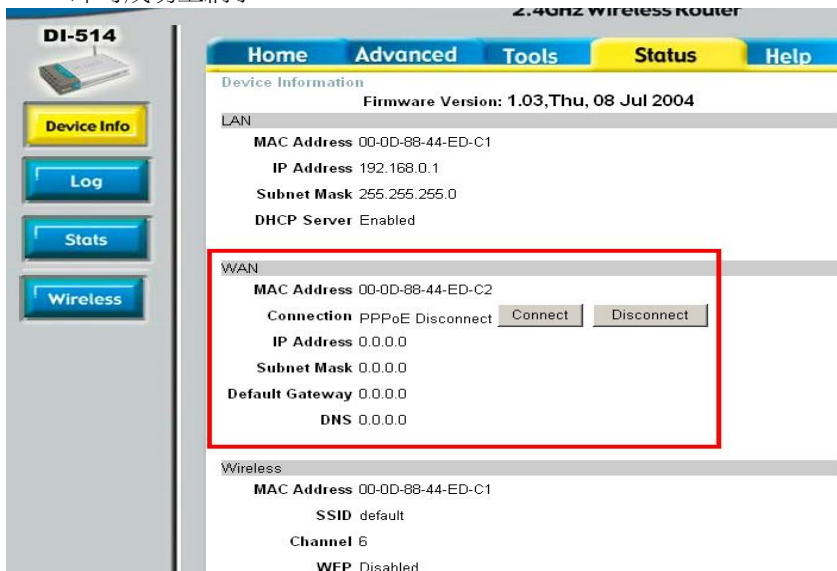 2.4GHz Wireless Router
DI-514
Home Advanced Tools Status Help
Device Info
Log
Stats
Wireless
Device Information
Firmware Version: 1.03,Thu, 08 Jul 2004
LAN
MAC Address 00-0D-88-44-ED-C1
IP Address 192.168.0.1
Subnet Mask 255.255.255.0
DHCP Server Enabled
WAN
MAC Address 00-0D-88-44-ED-C2
Connection PPPoE Disconnect Connect Disconnect
IP Address 0.0.0.0
Subnet Mask 0.0.0.0
Default Gateway 0.0.0.0
DNS 0.0.0.0
Wireless
MAC Address 00-0D-88-44-ED-C1
SSID default
Channel 6
WEP Disabled